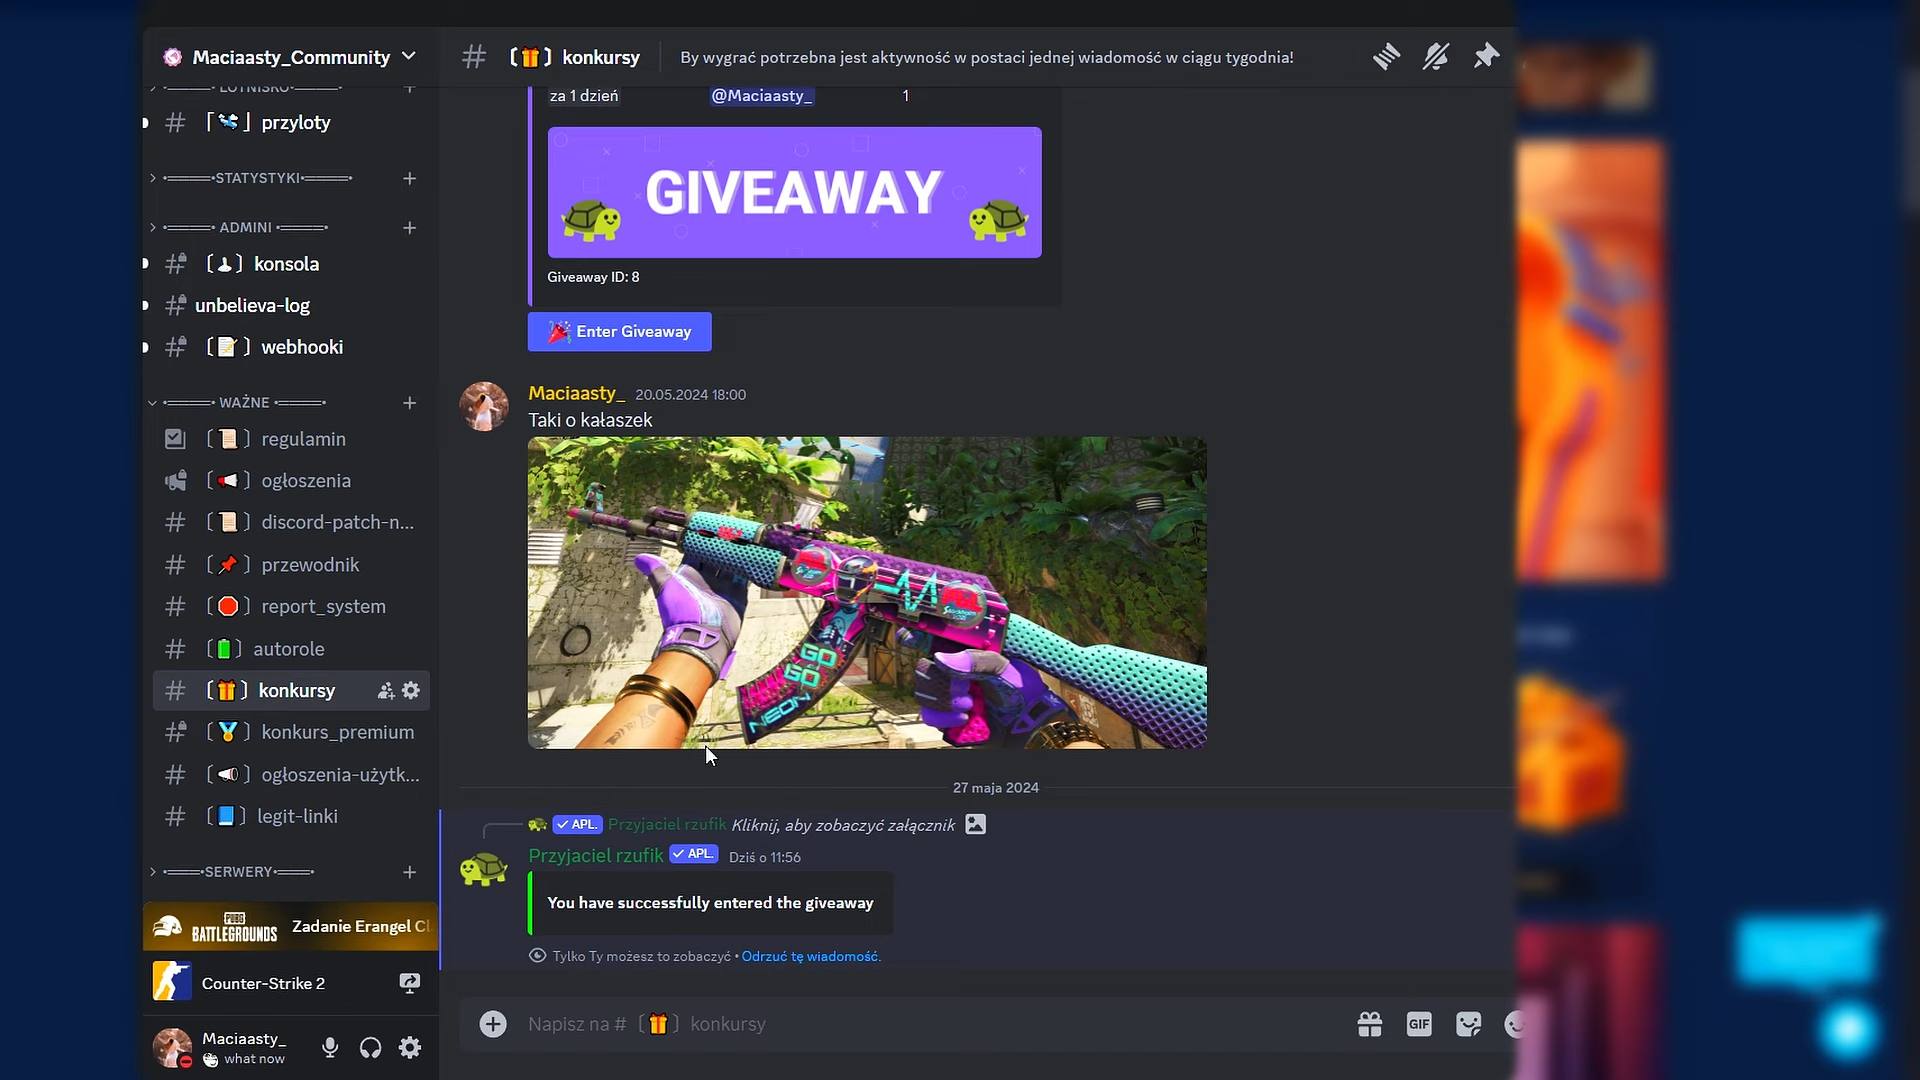 Maciaasty_Community
przyloty
STATYSTYKI
ADMINI
konsola
unbelieva-log
webhooki
WAŻNE
regulamin
ogłoszenia
discord-patch-n...
przewodnik
report_system
autorole
konkursy
konkurs_premium
ogłoszenia-użytk...
legit-linki
SERWERY
PUBG
BATTLEGROUNDS
Zadanie Erangel Cl
Counter-Strike 2
Maciaasty_
what now
konkursy
By wygrać potrzebna jest aktywność w postaci jednej wiadomość w ciągu tygodnia!
za 1 dzień @Maciaasty_ 1
GIVEAWAY
Giveaway ID: 8
Enter Giveaway
Maciaasty_ 20.05.2024 18:00
Taki o kałaszek
GO
GO
NEON
27 maja 2024
APL. Przyjaciel rzufik Kliknij, aby zobaczyć załącznik
Przyjaciel rzufik APL. Dziś o 11:56
You have successfully entered the giveaway
Tylko Ty możesz to zobaczyć • Odrzuć tę wiadomość.
Napisz na # konkursy
GIF